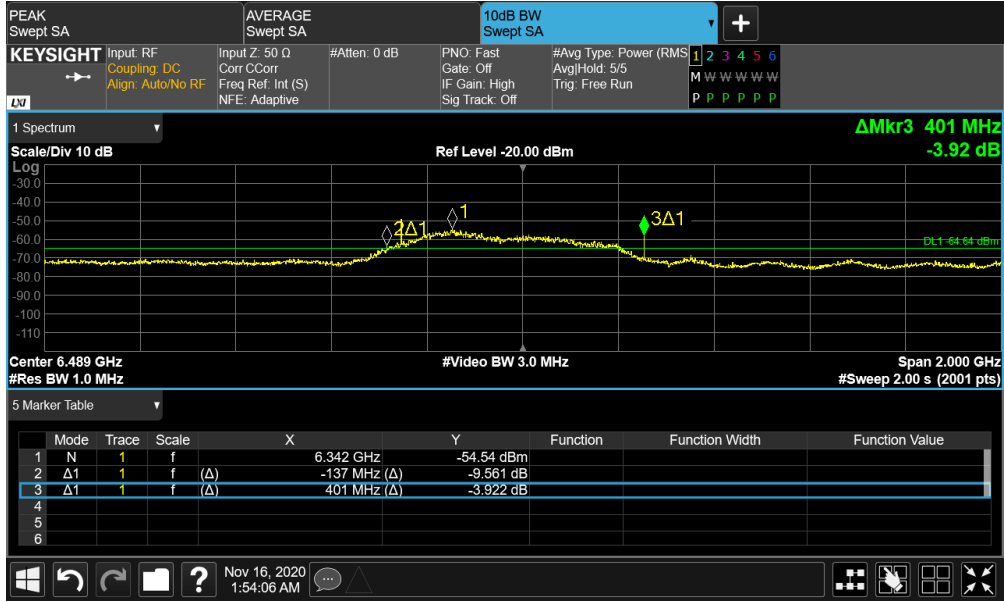 PEAK
Swept SA
AVERAGE
Swept SA
10dB BW
Swept SA
▼
+
KEYSIGHT
LXI
Input: RF
Coupling: DC
Align: Auto/No RF
Input Z: 50 Ω
Corr CCorr
Freq Ref: Int (S)
NFE: Adaptive
#Atten: 0 dB
PNO: Fast
Gate: Off
IF Gain: High
Sig Track: Off
#Avg Type: Power (RMS
Avg|Hold: 5/5
Trig: Free Run
1 2 3 4 5 6
M W W W W W
P P P P P P
1 Spectrum ▼
ΔMkr3 401 MHz
-3.92 dB
Scale/Div 10 dB
Ref Level -20.00 dBm
Log
-30.0
-40.0
-50.0
-60.0
-70.0
-80.0
-90.0
-100
-110
2Δ1
1
3Δ1
DL1 -64.64 dBm
Center 6.489 GHz
#Video BW 3.0 MHz
Span 2.000 GHz
#Res BW 1.0 MHz
#Sweep 2.00 s (2001 pts)
5 Marker Table ▼
Mode Trace Scale X Y Function Function Width Function Value
1 N 1 f 6.342 GHz -54.54 dBm
2 Δ1 1 f (Δ) -137 MHz (Δ) -9.561 dB
3 Δ1 1 f (Δ) 401 MHz (Δ) -3.922 dB
4
5
6
?
Nov 16, 2020
1:54:06 AM